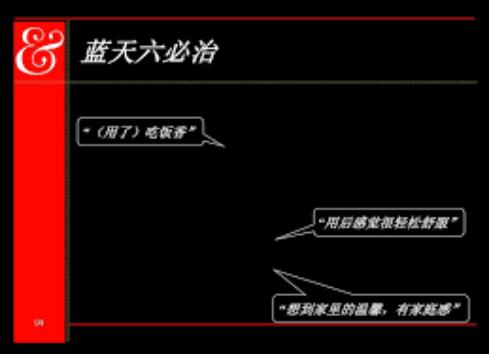 &
蓝天六必治
“（用了）吃饭香”
“用后感觉很轻松舒服”
“想到家里的温馨，有家庭感”